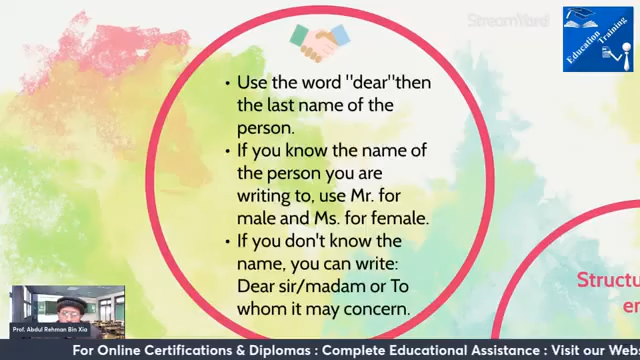 StreamYard
Education
Training
• Use the word "dear"then
the last name of the
person.
• If you know the name of
the person you are
writing to, use Mr. for
male and Ms. for female.
• If you don't know the
name, you can write:
Dear sir/madam or To
whom it may concern.
Structu
en
Prof. Abdul Rehman Bin Xia
For Online Certifications & Diplomas : Complete Educational Assistance : Visit our Web